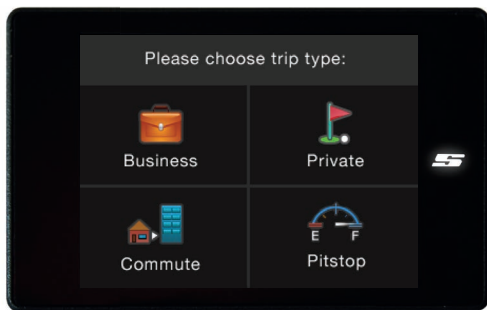 Please choose trip type:
Business
Private
Commute
E F
Pitstop